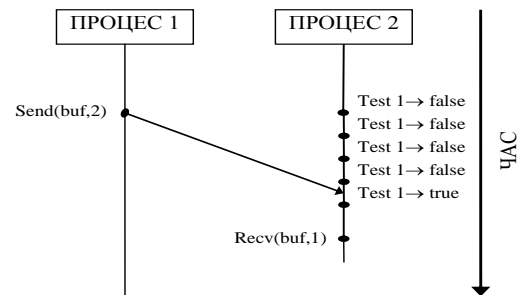 ПРОЦЕС 1
ПРОЦЕС 2
Send(buf,2)
Test 1→ false
Test 1→ false
Test 1→ false
Test 1→ false
Test 1→ true
Recv(buf,1)
ЧАС